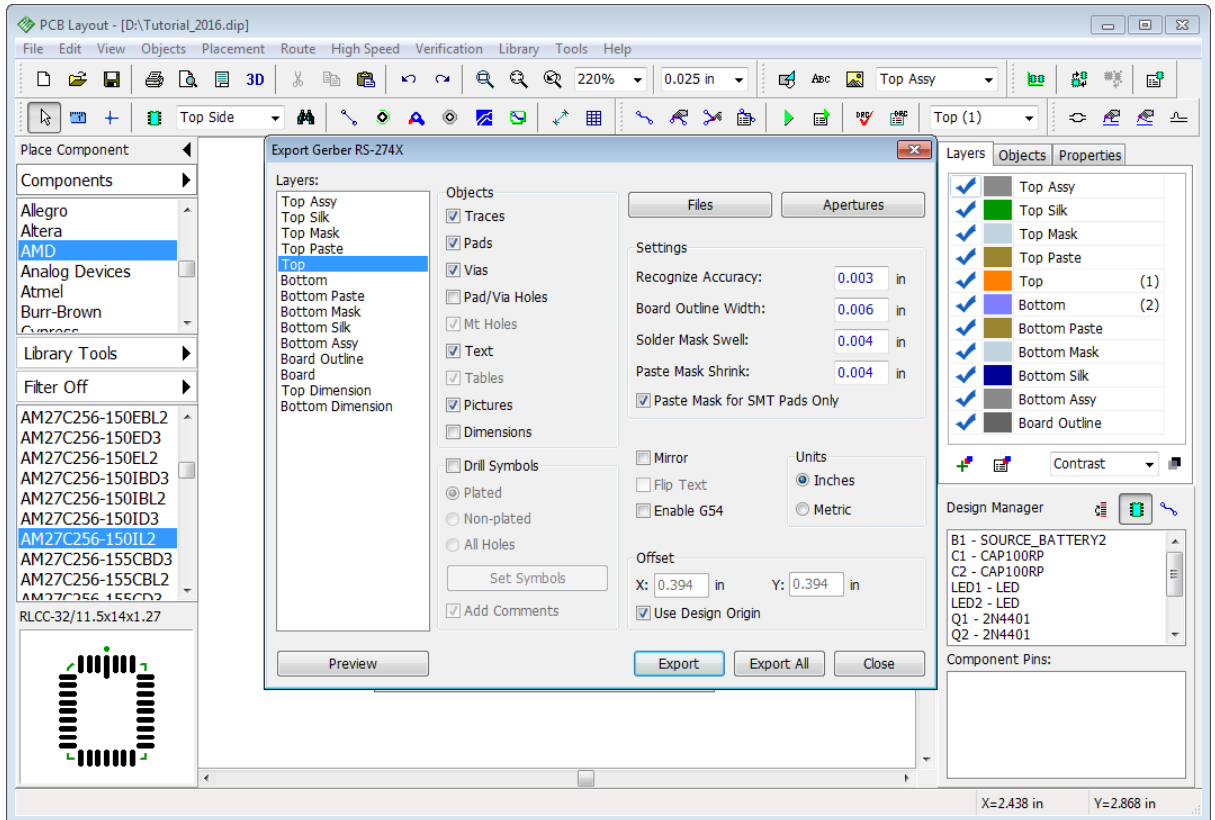 PCB Layout - [D:\Tutorial_2016.dip]
File Edit View Objects Placement Route High Speed Verification Library Tools Help
3D 220% 0.025 in ABC Top Assy
Top Side DRC DRC Top (1)
Place Component
Components
Allegro
Altera
AMD
Analog Devices
Atmel
Burr-Brown
Cypress
Library Tools
Filter Off
AM27C256-150EBL2
AM27C256-150ED3
AM27C256-150EL2
AM27C256-150IBD3
AM27C256-150IBL2
AM27C256-150ID3
AM27C256-150IL2
AM27C256-155CBD3
AM27C256-155CBL2
AM27C256-155CD3
RLCC-32/11.5x14x1.27
Export Gerber RS-274X
Layers:
Top Assy
Top Silk
Top Mask
Top Paste
Top
Bottom
Bottom Paste
Bottom Mask
Bottom Silk
Bottom Assy
Board Outline
Board
Top Dimension
Bottom Dimension
Preview
Objects
Traces
Pads
Vias
Pad/Via Holes
Mt Holes
Text
Tables
Pictures
Dimensions
Drill Symbols
Plated
Non-plated
All Holes
Set Symbols
Add Comments
Files Apertures
Settings
Recognize Accuracy: 0.003 in
Board Outline Width: 0.006 in
Solder Mask Swell: 0.004 in
Paste Mask Shrink: 0.004 in
Paste Mask for SMT Pads Only
Mirror
Flip Text
Enable G54
Units
Inches
Metric
Offset
X: 0.394 in Y: 0.394 in
Use Design Origin
Export Export All Close
Layers Objects Properties
Top Assy
Top Silk
Top Mask
Top Paste
Top (1)
Bottom (2)
Bottom Paste
Bottom Mask
Bottom Silk
Bottom Assy
Board Outline
Contrast
Design Manager
B1 - SOURCE_BATTERY2
C1 - CAP100RP
C2 - CAP100RP
LED1 - LED
LED2 - LED
Q1 - 2N4401
Q2 - 2N4401
Component Pins:
X=2.438 in Y=2.868 in